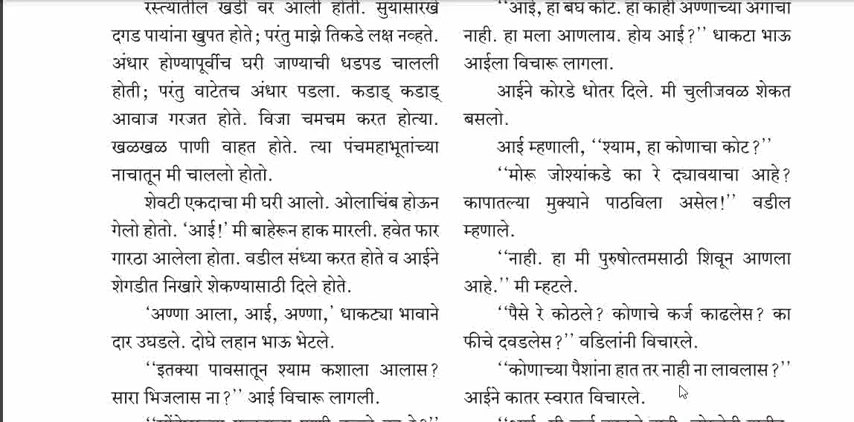 रस्त्यातील खडी वर आली होती. सुयांसारखे
दगड पायांना खुपत होते; परंतु माझे तिकडे लक्ष नव्हते.
अंधार होण्यापूर्वीच घरी जाण्याची धडपड चालली
होती; परंतु वाटेतच अंधार पडला. कडाड् कडाड्
आवाज गरजत होते. विजा चमचम करत होत्या.
खळखळ पाणी वाहत होते. त्या पंचमहाभूतांच्या
नाचातून मी चाललो होतो.
शेवटी एकदाचा मी घरी आलो. ओलाचिंब होऊन
गेलो होतो. ‘आई!’ मी बाहेरून हाक मारली. हवेत फार
गारठा आलेला होता. वडील संध्या करत होते व आईने
शेगडीत निखारे शेकण्यासाठी दिले होते.
‘अण्णा आला, आई, अण्णा,’ धाकट्या भावाने
दार उघडले. दोघे लहान भाऊ भेटले.
‘‘इतक्या पावसातून श्याम कशाला आलास?
सारा भिजलास ना?’’ आई विचारू लागली.
‘‘आई, हा बघ कोट. हा काही अण्णाच्या अंगाचा
नाही. हा मला आणलाय. होय आई?’’ धाकटा भाऊ
आईला विचारू लागला.
आईने कोरडे धोतर दिले. मी चुलीजवळ शेकत
बसलो.
आई म्हणाली, ‘‘श्याम, हा कोणाचा कोट?’’
‘‘मोरू जोश्यांकडे का रे द्यावयाचा आहे?
कापातल्या मुक्याने पाठविला असेल!’’ वडील
म्हणाले.
‘‘नाही. हा मी पुरुषोत्तमसाठी शिवून आणला
आहे.’’ मी म्हटले.
‘‘पैसे रे कोठले? कोणाचे कर्ज काढलेस? का
फीचे दवडलेस?’’ वडिलांनी विचारले.
‘‘कोणाच्या पैशांना हात तर नाही ना लावलास?’’
आईने कातर स्वरात विचारले.